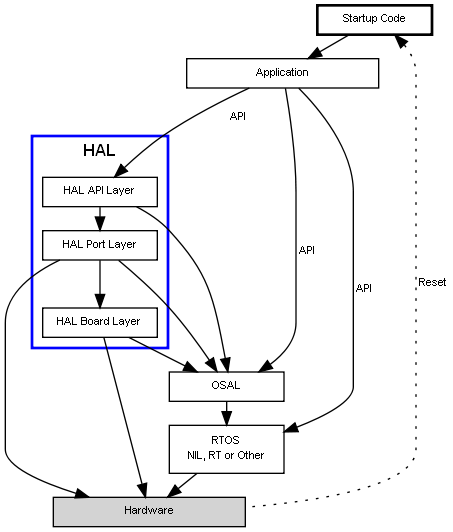 Startup Code
Application
API
HAL
HAL API Layer
HAL Port Layer
API
Reset
API
HAL Board Layer
OSAL
RTOS
NIL, RT or Other
Hardware